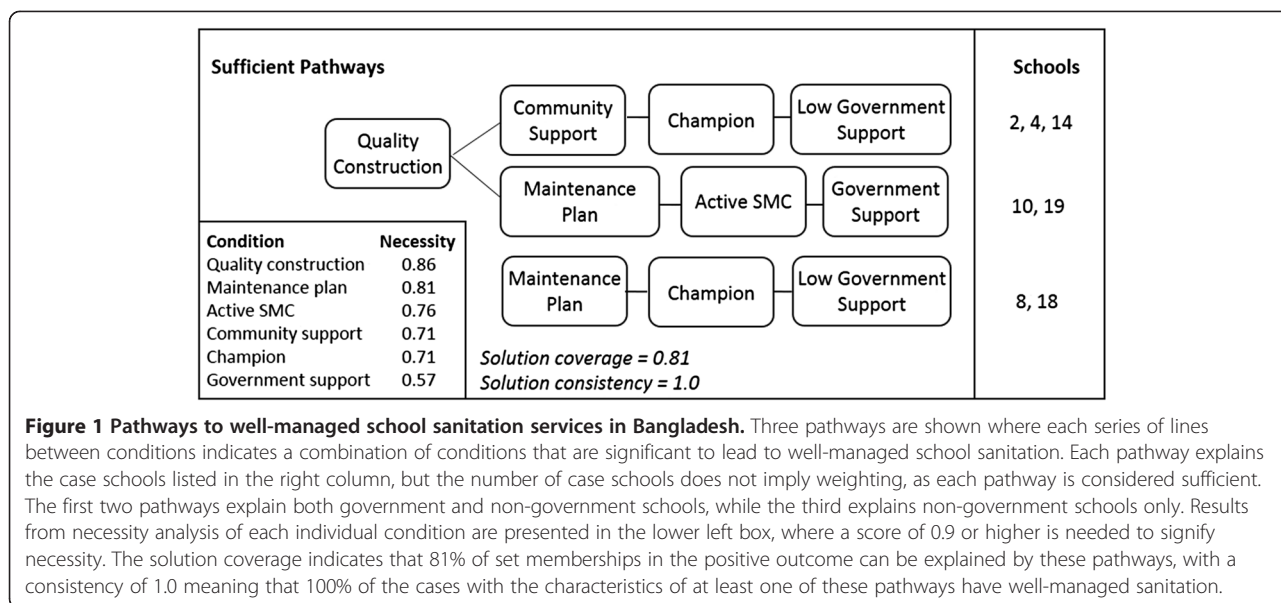 Sufficient Pathways
Schools
Quality
Construction
Community
Support
Champion
Low Government
Support
2, 4, 14
Maintenance
Plan
Active SMC
Government
Support
10, 19
Maintenance
Plan
Champion
Low Government
Support
8, 18
Condition Necessity
Quality construction 0.86
Maintenance plan 0.81
Active SMC 0.76
Community support 0.71
Champion 0.71
Government support 0.57
Solution coverage = 0.81
Solution consistency = 1.0
Figure 1 Pathways to well-managed school sanitation services in Bangladesh. Three pathways are shown where each series of lines
between conditions indicates a combination of conditions that are significant to lead to well-managed school sanitation. Each pathway explains
the case schools listed in the right column, but the number of case schools does not imply weighting, as each pathway is considered sufficient.
The first two pathways explain both government and non-government schools, while the third explains non-government schools only. Results
from necessity analysis of each individual condition are presented in the lower left box, where a score of 0.9 or higher is needed to signify
necessity. The solution coverage indicates that 81% of set memberships in the positive outcome can be explained by these pathways, with a
consistency of 1.0 meaning that 100% of the cases with the characteristics of at least one of these pathways have well-managed sanitation.